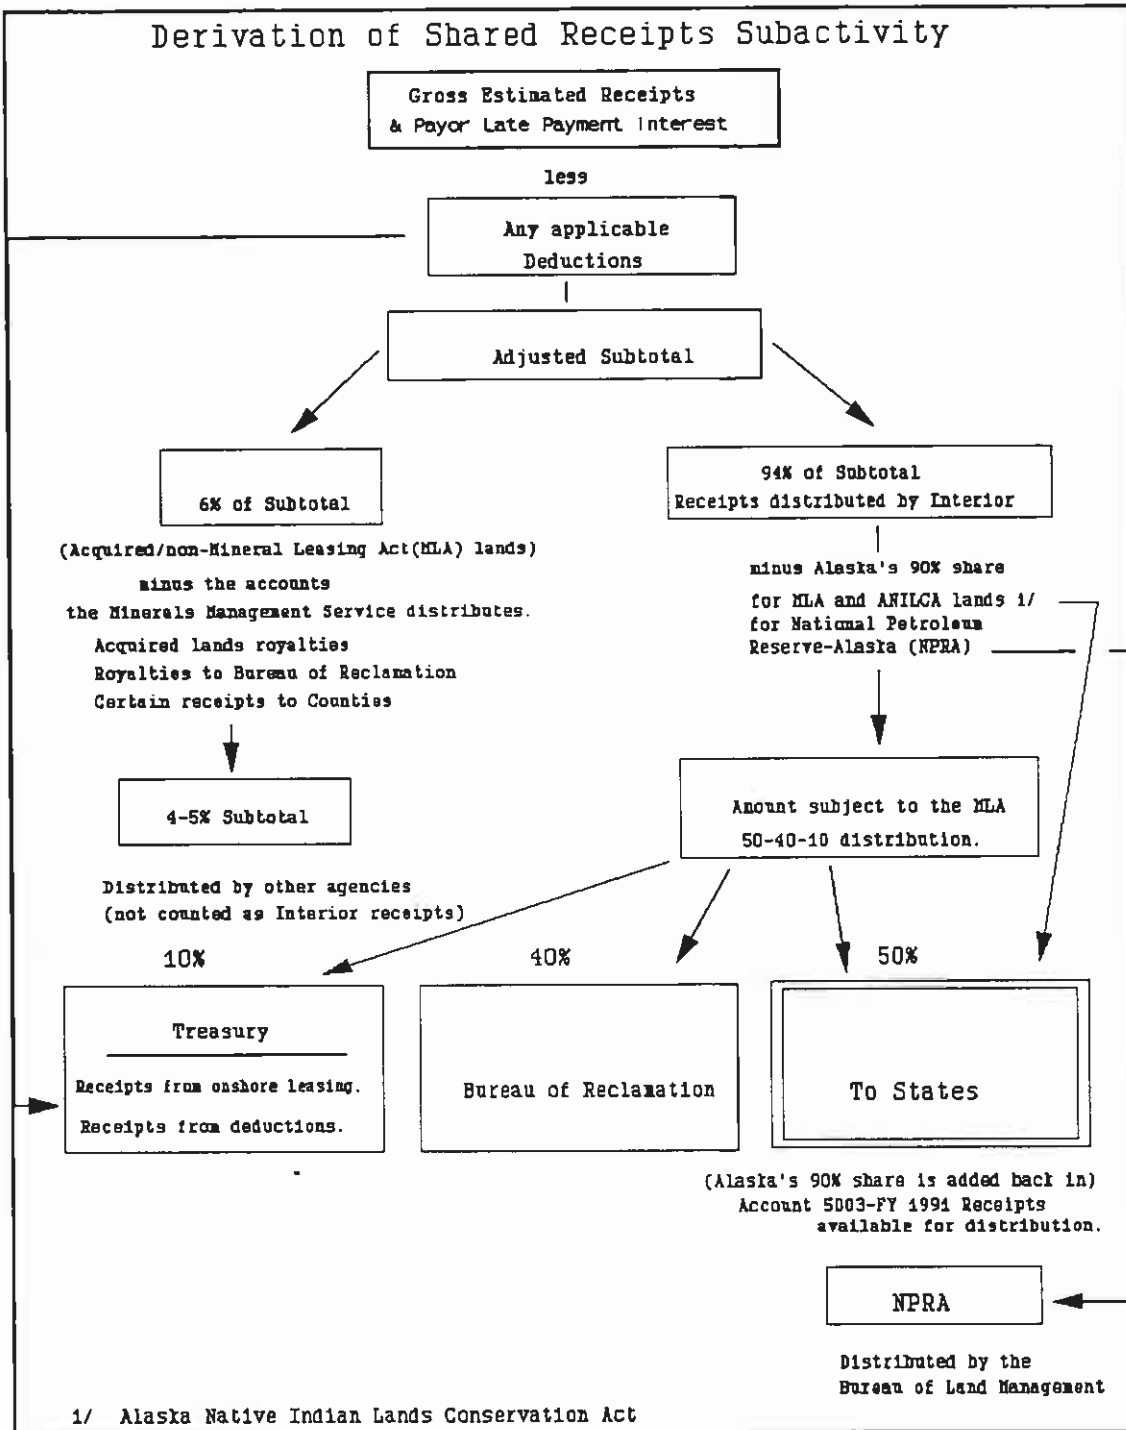 Derivation of Shared Receipts Subactivity
Gross Estimated Receipts
& Payor Late Payment Interest
less
Any applicable
Deductions
Adjusted Subtotal
6% of Subtotal
(Acquired/non-Mineral Leasing Act(MLA) lands)
minus the accounts
the Minerals Management Service distributes.
Acquired lands royalties
Royalties to Bureau of Reclamation
Certain receipts to Counties
4-5% Subtotal
Distributed by other agencies
(not counted as Interior receipts)
94% of Subtotal
Receipts distributed by Interior
minus Alaska's 90% share
for MLA and ANILCA lands 1/
for National Petroleum
Reserve-Alaska (NPRA)
Amount subject to the MLA
50-40-10 distribution.
10%
40%
50%
Treasury
Receipts from onshore leasing.
Receipts from deductions.
Bureau of Reclamation
To States
(Alaska's 90% share is added back in)
Account 5003-FY 1991 Receipts
available for distribution.
NPRA
Distributed by the
Bureau of Land Management
1/ Alaska Native Indian Lands Conservation Act